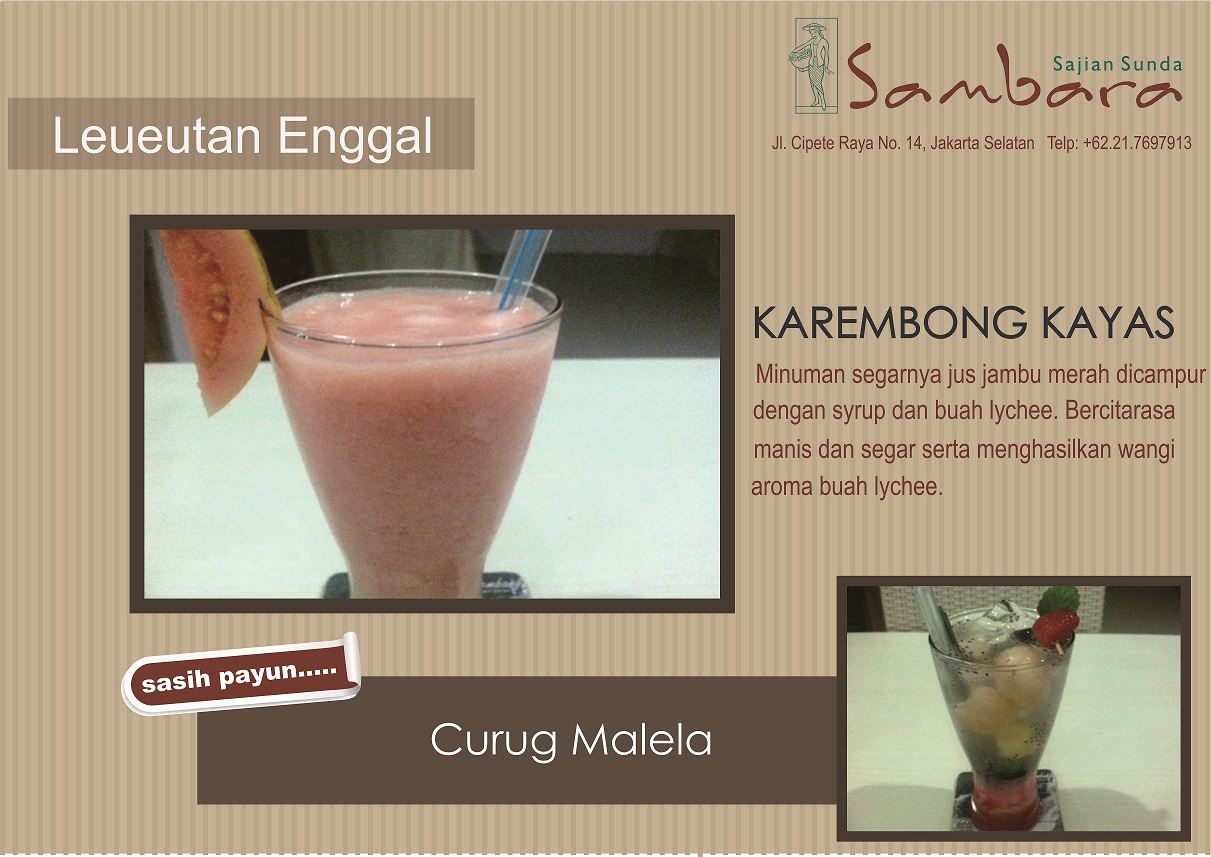 Sajian Sunda
Sambara
Jl. Cipete Raya No. 14, Jakarta Selatan Telp: +62.21.7697913
Leueutan Enggal
KAREMBONG KAYAS
Minuman segarnya jus jambu merah dicampur
dengan syrup dan buah lychee. Bercitarasa
manis dan segar serta menghasilkan wangi
aroma buah lychee.
sasih payun.....
Curug Malela